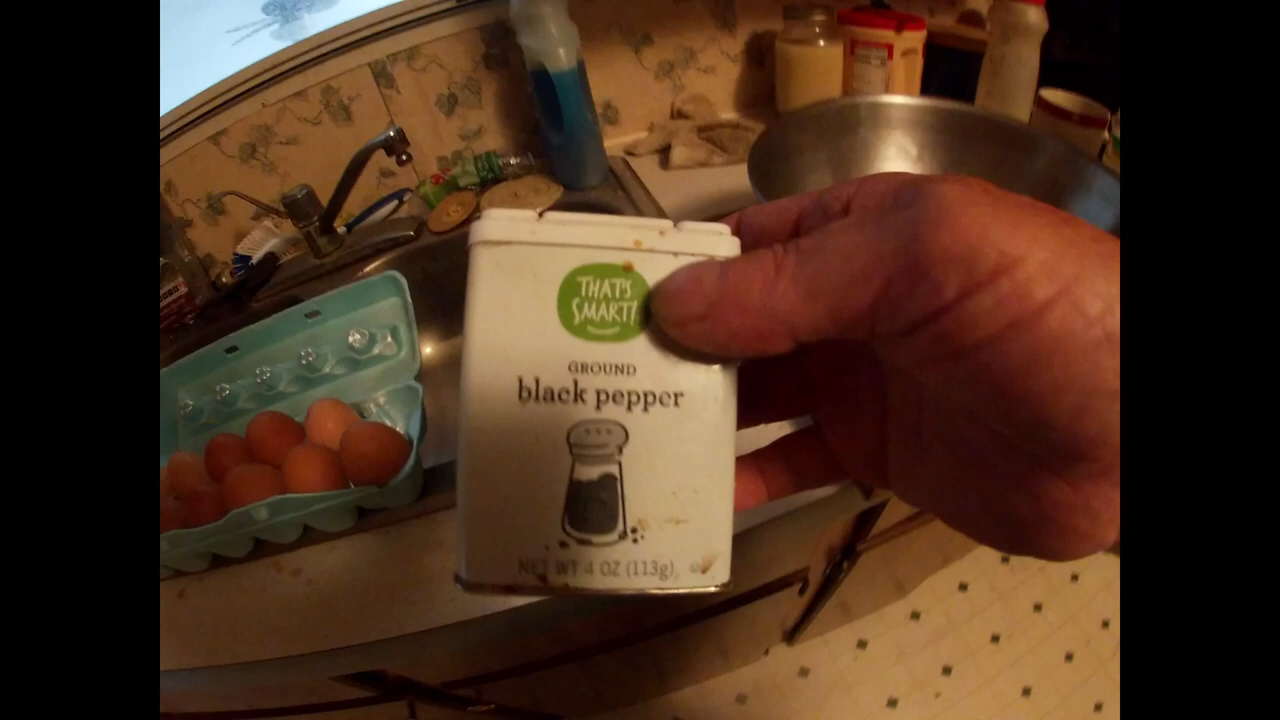 THAT'S
SMART!
GROUND
black pepper
NET WT 4 OZ (113g)